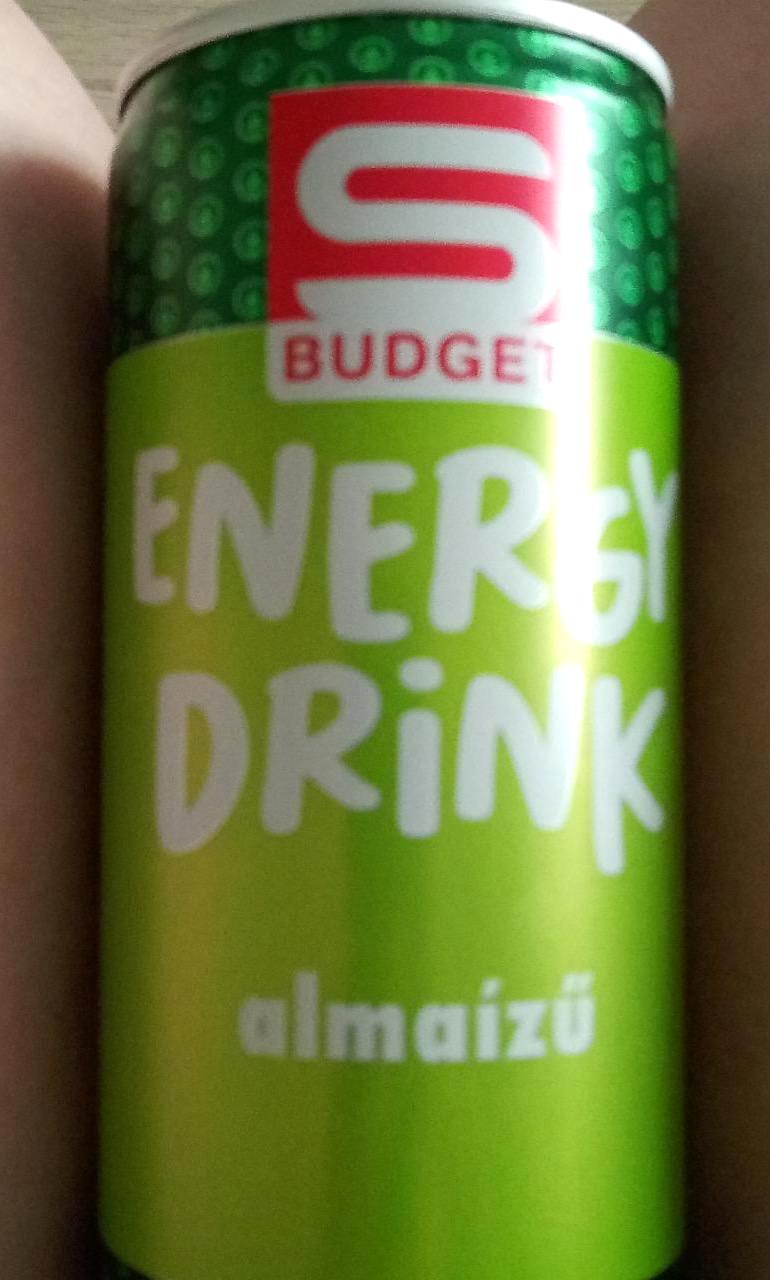 S
BUDGET
ENERGY
DRiNK
almaízű